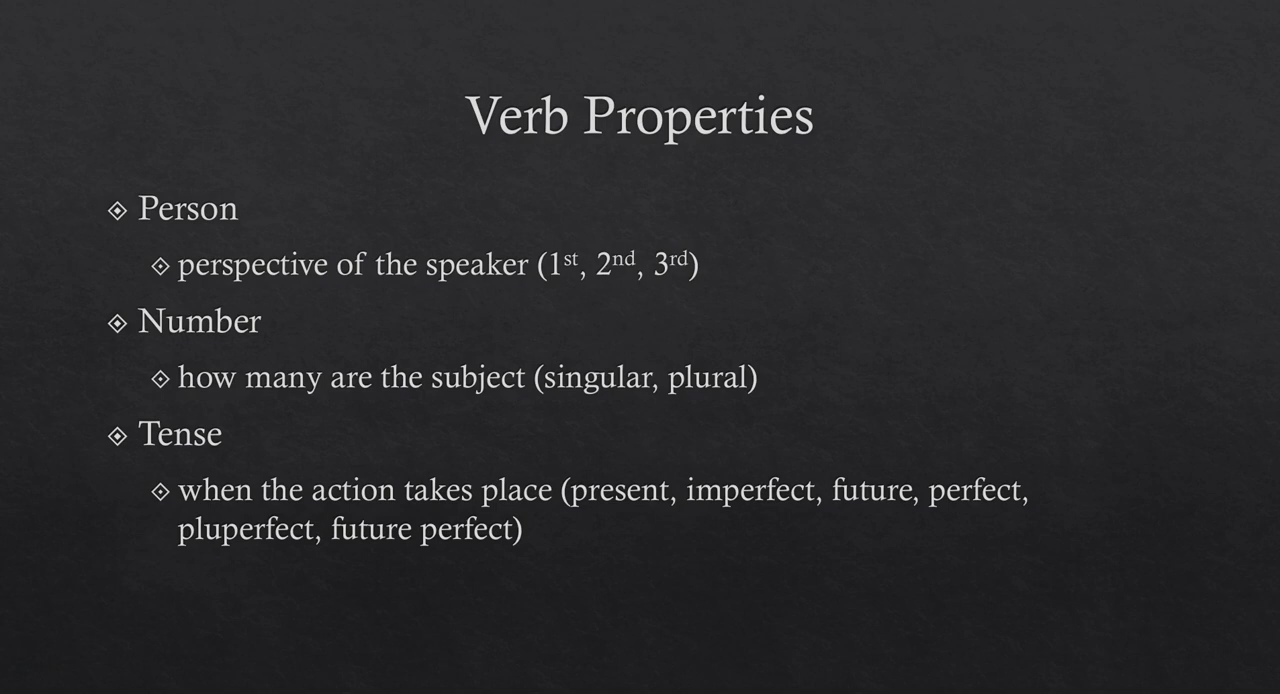 Verb Properties
Person
perspective of the speaker (1st, 2nd, 3rd)
Number
how many are the subject (singular, plural)
Tense
when the action takes place (present, imperfect, future, perfect,
pluperfect, future perfect)